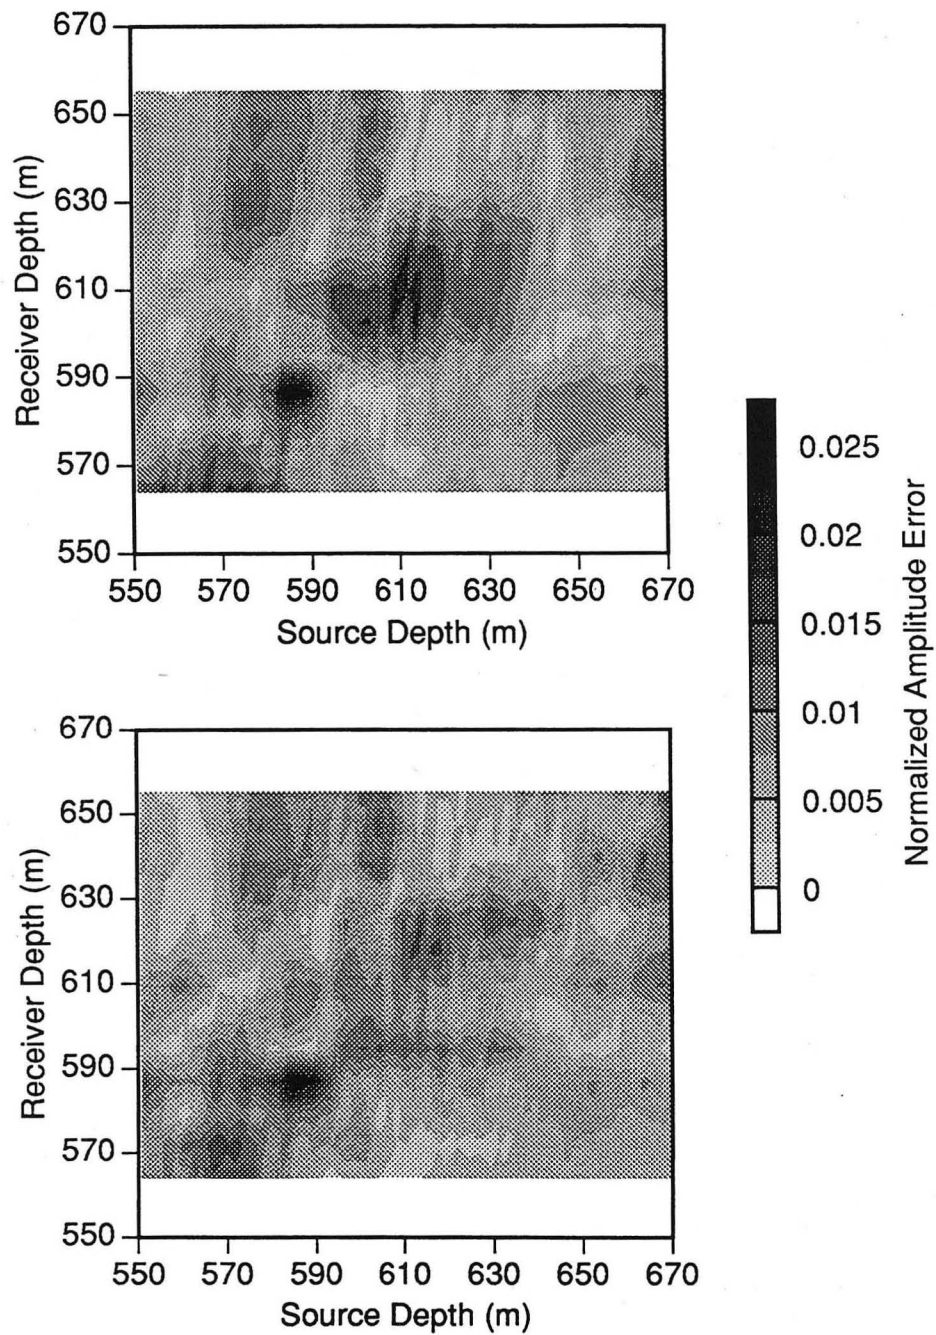 670
650
630
610
590
570
550
Receiver Depth (m)
550 570 590 610 630 650 670
Source Depth (m)
0.025
0.02
0.015
0.01
0.005
0
Normalized Amplitude Error
670
650
630
610
590
570
550
Receiver Depth (m)
550 570 590 610 630 650 670
Source Depth (m)